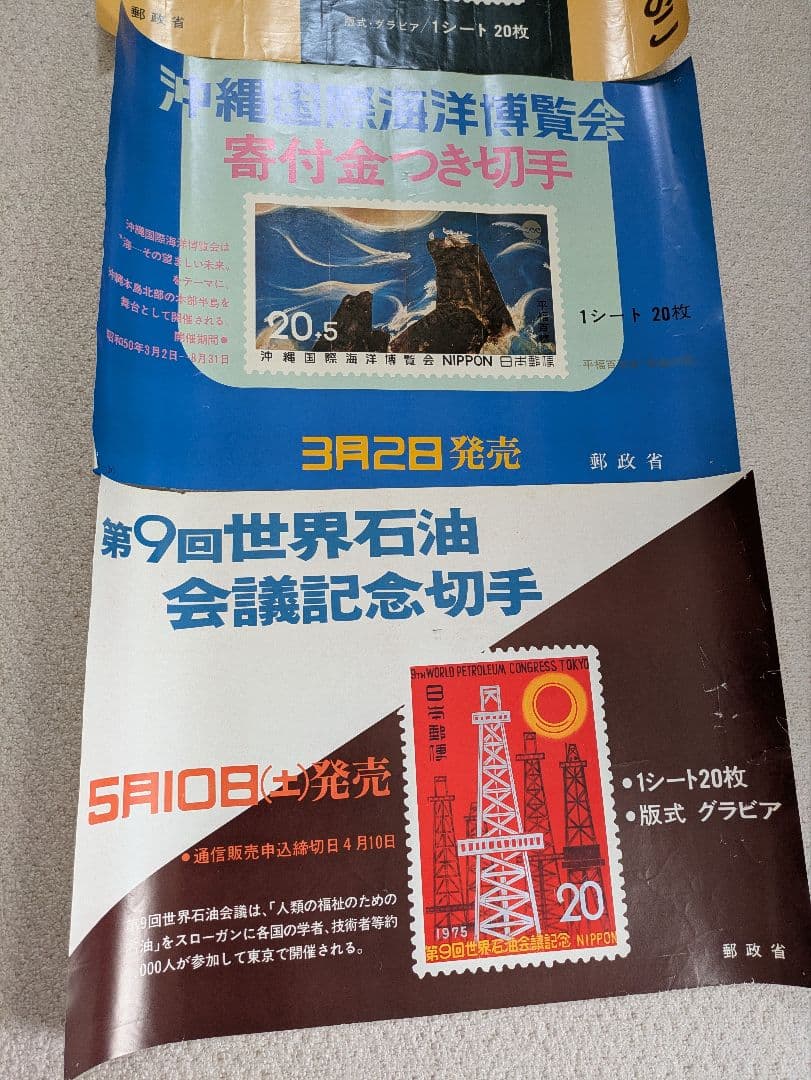 郵政省
版式・グラビア/1シート 20枚
沖縄国際海洋博覧会
寄付金つき切手
沖縄国際海洋博覧会は
"海―その望ましい未来。
をテーマに、
沖縄本島北部の本部半島を
舞台として開催される。
開催期間●
昭和50年3月2日―8月31日
20+5
平福百穂
沖縄国際海洋博覧会 NIPPON 日本郵便
1シート 20枚
平福百穂
3月2日発売
郵政省
第9回世界石油
会議記念切手
9TH WORLD PETROLEUM CONGRESS TOKYO
日本郵便
5月10日(土)発売
●1シート20枚
●版式 グラビア
●通信販売申込締切日4月10日
20
1975
第9回世界石油会議記念 NIPPON
第9回世界石油会議は、「人類の福祉のための
石油」をスローガンに各国の学者、技術者等約
000人が参加して東京で開催される。
郵政省